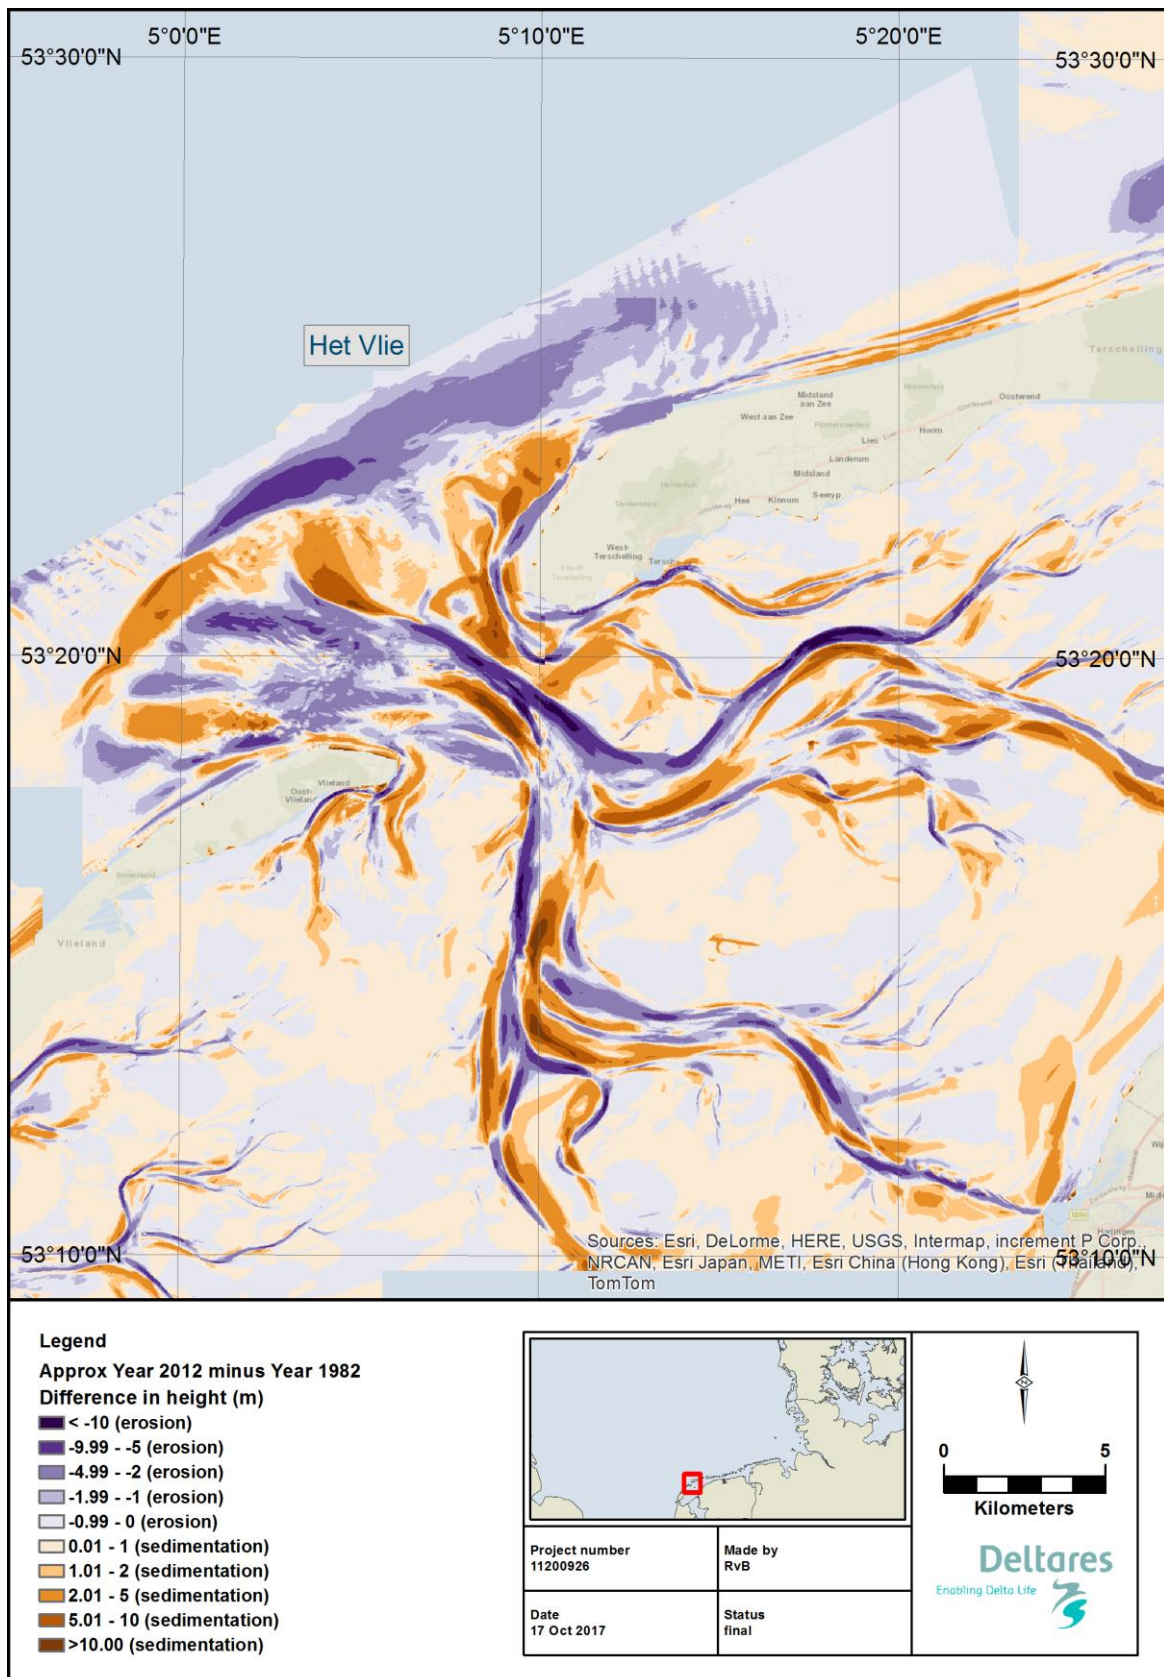 5°0'0"E
5°10'0"E
5°20'0"E
53°30'0"N
53°30'0"N
Het Vlie
Terschelling
Midsland
aan Zee
West aan Zee
Oosterend
Hoorn
Lies
Landerum
Midsland
Hee
Kinnum
Seeryp
West-
Terschelling
53°20'0"N
53°20'0"N
Vlieland
Oost-
Vlieland
Vlieland
Harlingen
53°10'0"N
53°10'0"N
Sources: Esri, DeLorme, HERE, USGS, Intermap, increment P Corp.,
NRCAN, Esri Japan, METI, Esri China (Hong Kong), Esri (Thailand),
TomTom
Legend
Approx Year 2012 minus Year 1982
Difference in height (m)
< -10 (erosion)
-9.99 - -5 (erosion)
-4.99 - -2 (erosion)
-1.99 - -1 (erosion)
-0.99 - 0 (erosion)
0.01 - 1 (sedimentation)
1.01 - 2 (sedimentation)
2.01 - 5 (sedimentation)
5.01 - 10 (sedimentation)
>10.00 (sedimentation)
Project number
11200926
Made by
RvB
Date
17 Oct 2017
Status
final
N
0
5
Kilometers
Deltares
Enabling Delta Life